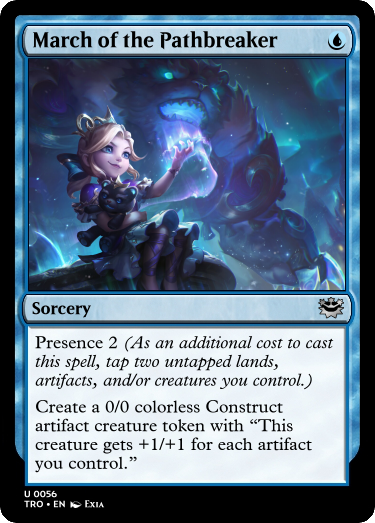 March of the Pathbreaker
Sorcery
Presence 2 (As an additional cost to cast
this spell, tap two untapped lands,
artifacts, and/or creatures you control.)
Create a 0/0 colorless Construct
artifact creature token with “This
creature gets +1/+1 for each artifact
you control.”
U 0056
TRO • EN Exia